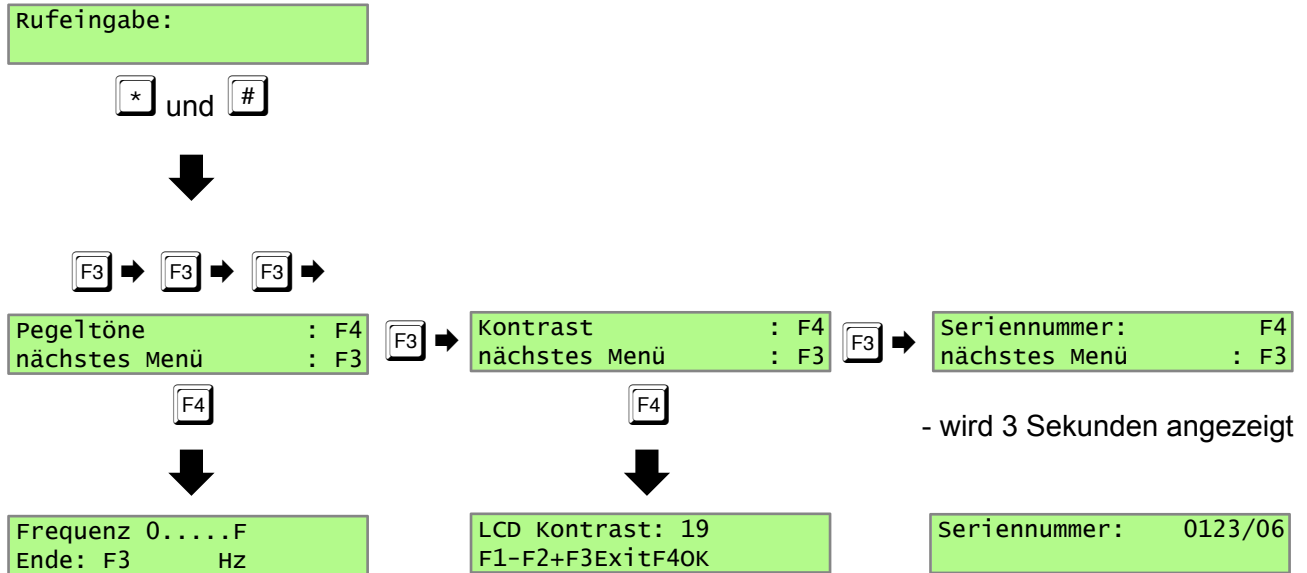 Rufeingabe:
* und #
F3 F3 F3
Pegeltöne : F4
nächstes Menü : F3
F3
Kontrast : F4
nächstes Menü : F3
F3
Seriennummer: F4
nächstes Menü : F3
F4
F4
- wird 3 Sekunden angezeigt
Frequenz 0.....F
Ende: F3 Hz
LCD Kontrast: 19
F1-F2+F3ExitF4OK
Seriennummer: 0123/06